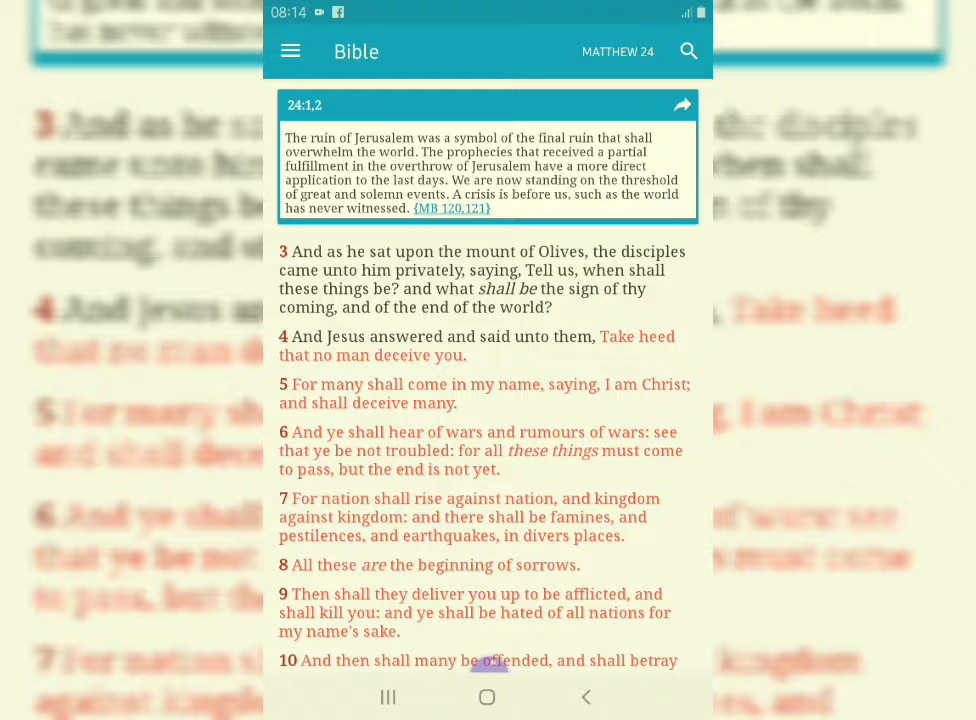 08:14
Bible
MATTHEW 24
24:1,2
The ruin of Jerusalem was a symbol of the final ruin that shall
overwhelm the world. The prophecies that received a partial
fulfillment in the overthrow of Jerusalem have a more direct
application to the last days. We are now standing on the threshold
of great and solemn events. A crisis is before us, such as the world
has never witnessed. {MB 120,121}
3 And as he sat upon the mount of Olives, the disciples
came unto him privately, saying, Tell us, when shall
these things be? and what shall be the sign of thy
coming, and of the end of the world?
4 And Jesus answered and said unto them, Take heed
that no man deceive you.
5 For many shall come in my name, saying, I am Christ;
and shall deceive many.
6 And ye shall hear of wars and rumours of wars: see
that ye be not troubled: for all these things must come
to pass, but the end is not yet.
7 For nation shall rise against nation, and kingdom
against kingdom: and there shall be famines, and
pestilences, and earthquakes, in divers places.
8 All these are the beginning of sorrows.
9 Then shall they deliver you up to be afflicted, and
shall kill you: and ye shall be hated of all nations for
my name's sake.
10 And then shall many be offended, and shall betray